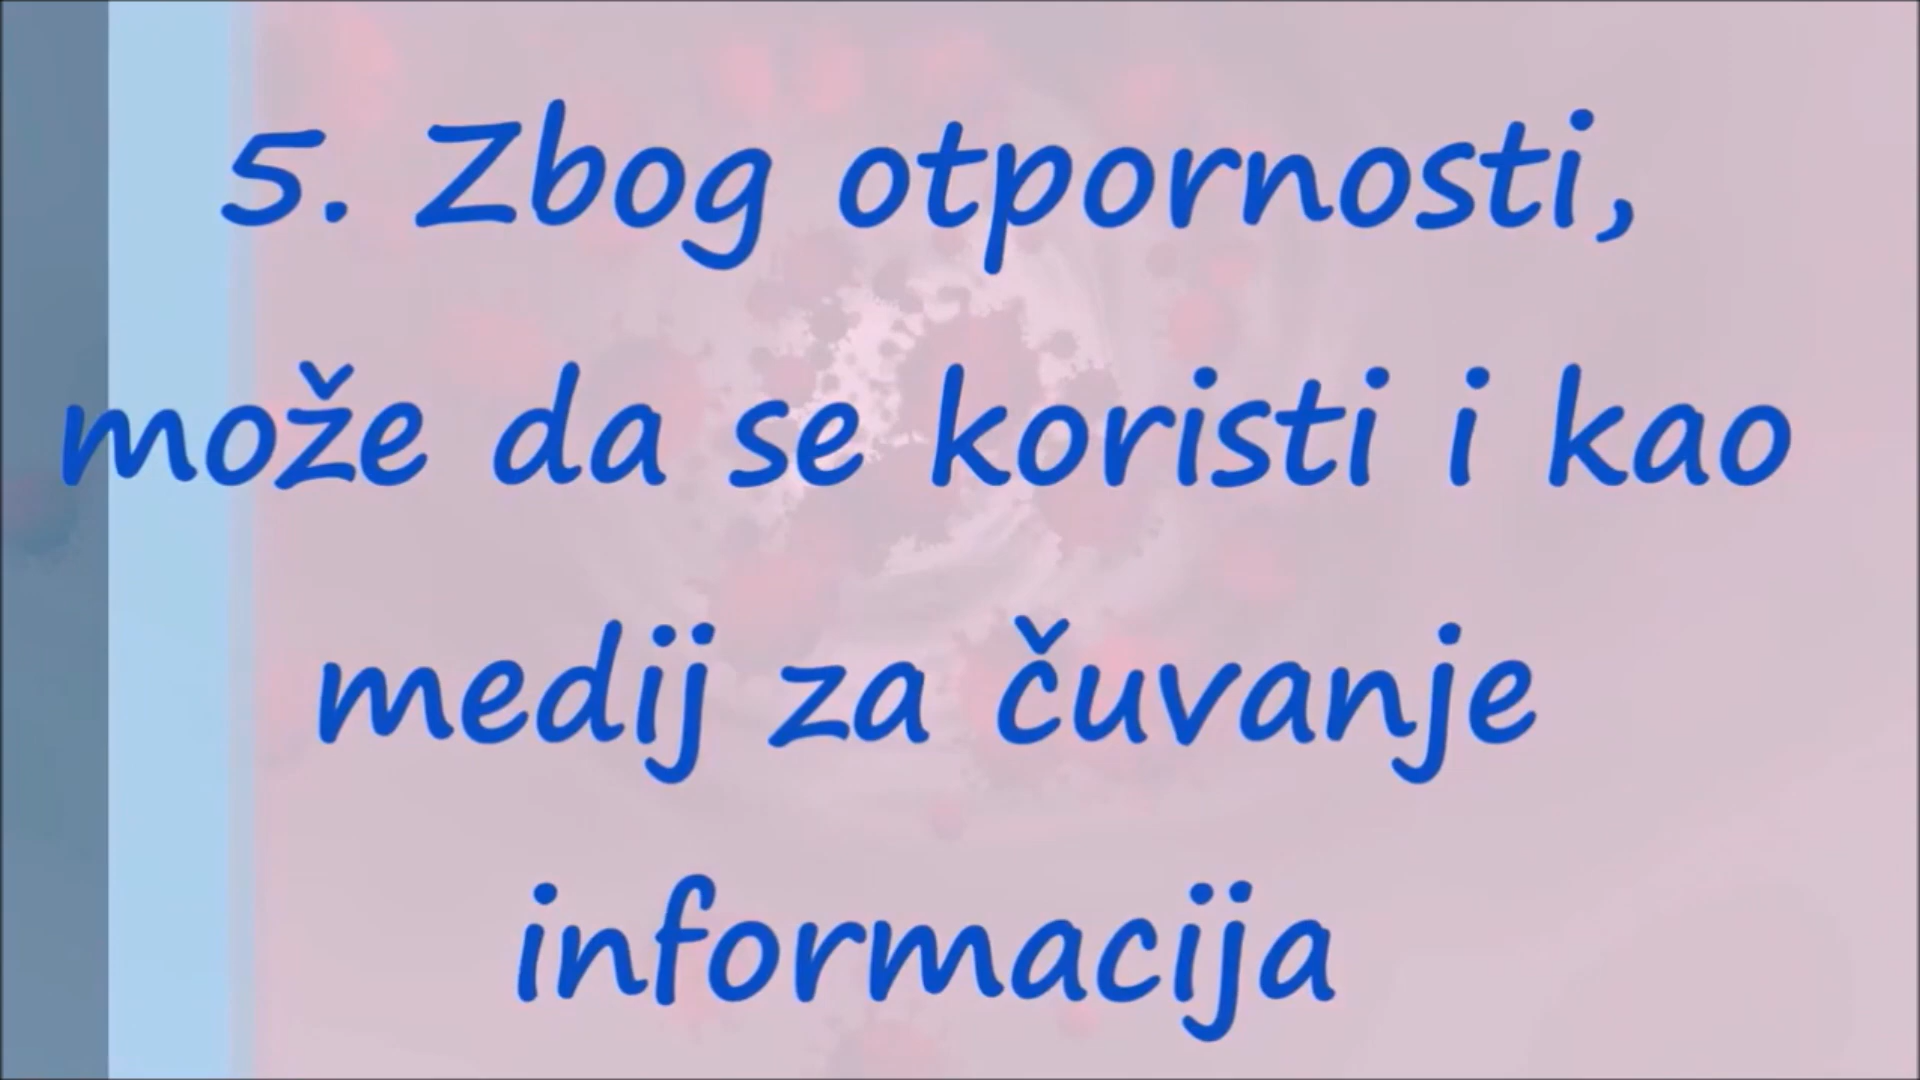 5. Zbog otpornosti,
može da se koristi i kao
medij za čuvanje
informacija